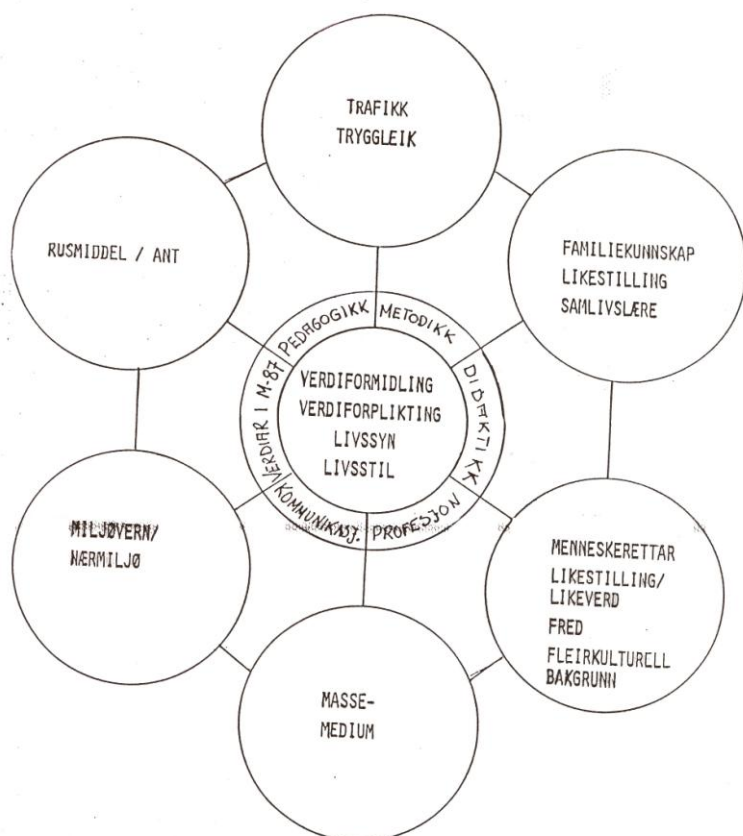 TRAFIKK
TRYGGLEIK
FAMILIEKUNNSKAP
LIKESTILLING
SAMLIVSLÆRE
MENNESKERETTAR
LIKESTILLING/
LIKEVERD
FRED
FLEIRKULTURELL
BAKGRUNN
MASSE-
MEDIUM
MILJØVERN/
NÆRMILJØ
RUSMIDDEL / ANT
PEDAGOGIKK
METODIKK
DIDAKTIKK
PROFESJON
KOMMUNIKASJ.
VERDIAR I M-87
VERDIFORMIDLING
VERDIFORPLIKTING
LIVSSYN
LIVSSTIL